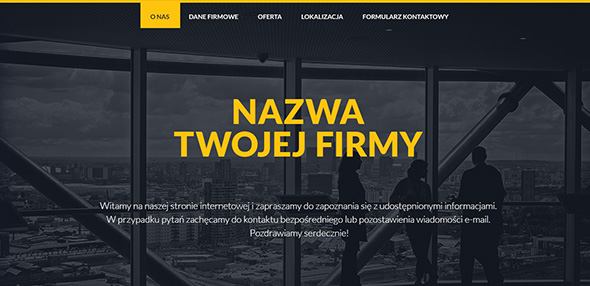 O NAS DANE FIRMOWE OFERTA LOKALIZACJA FORMULARZ KONTAKTOWY
NAZWA
TWOJEJ FIRMY
Witamy na naszej stronie internetowej i zapraszamy do zapoznania się z udostępnionymi informacjami.
W przypadku pytań zachęcamy do kontaktu bezpośredniego lub pozostawienia wiadomości e-mail.
Pozdrawiamy serdecznie!